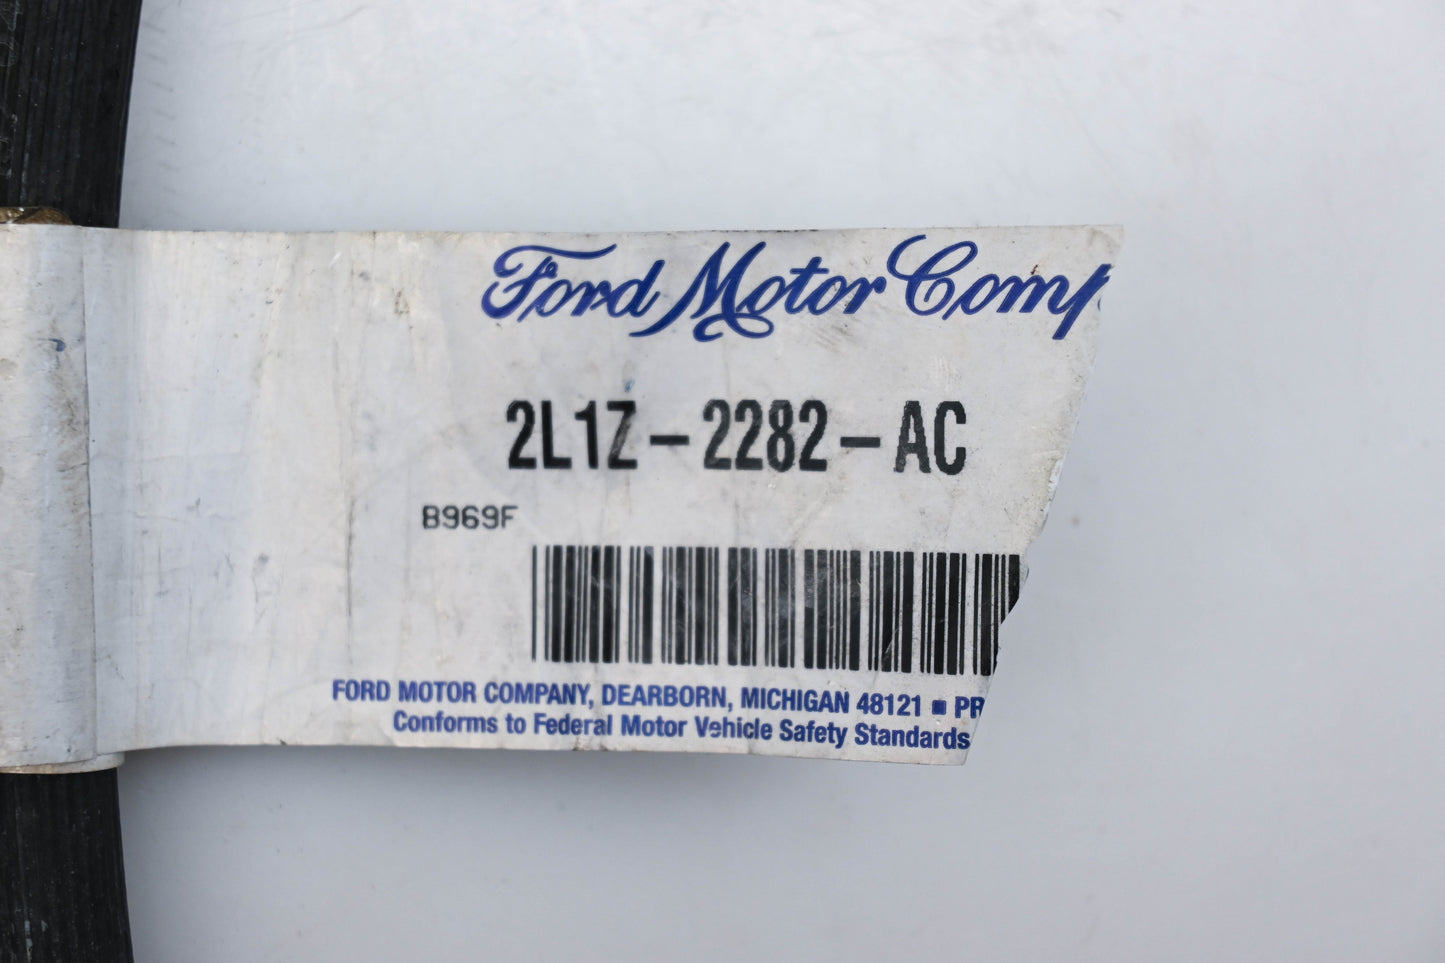 Ford Motor Comp
2L1Z-2282-AC
B969F
FORD MOTOR COMPANY, DEARBORN, MICHIGAN 48121 ▪ PR
Conforms to Federal Motor Vehicle Safety Standards